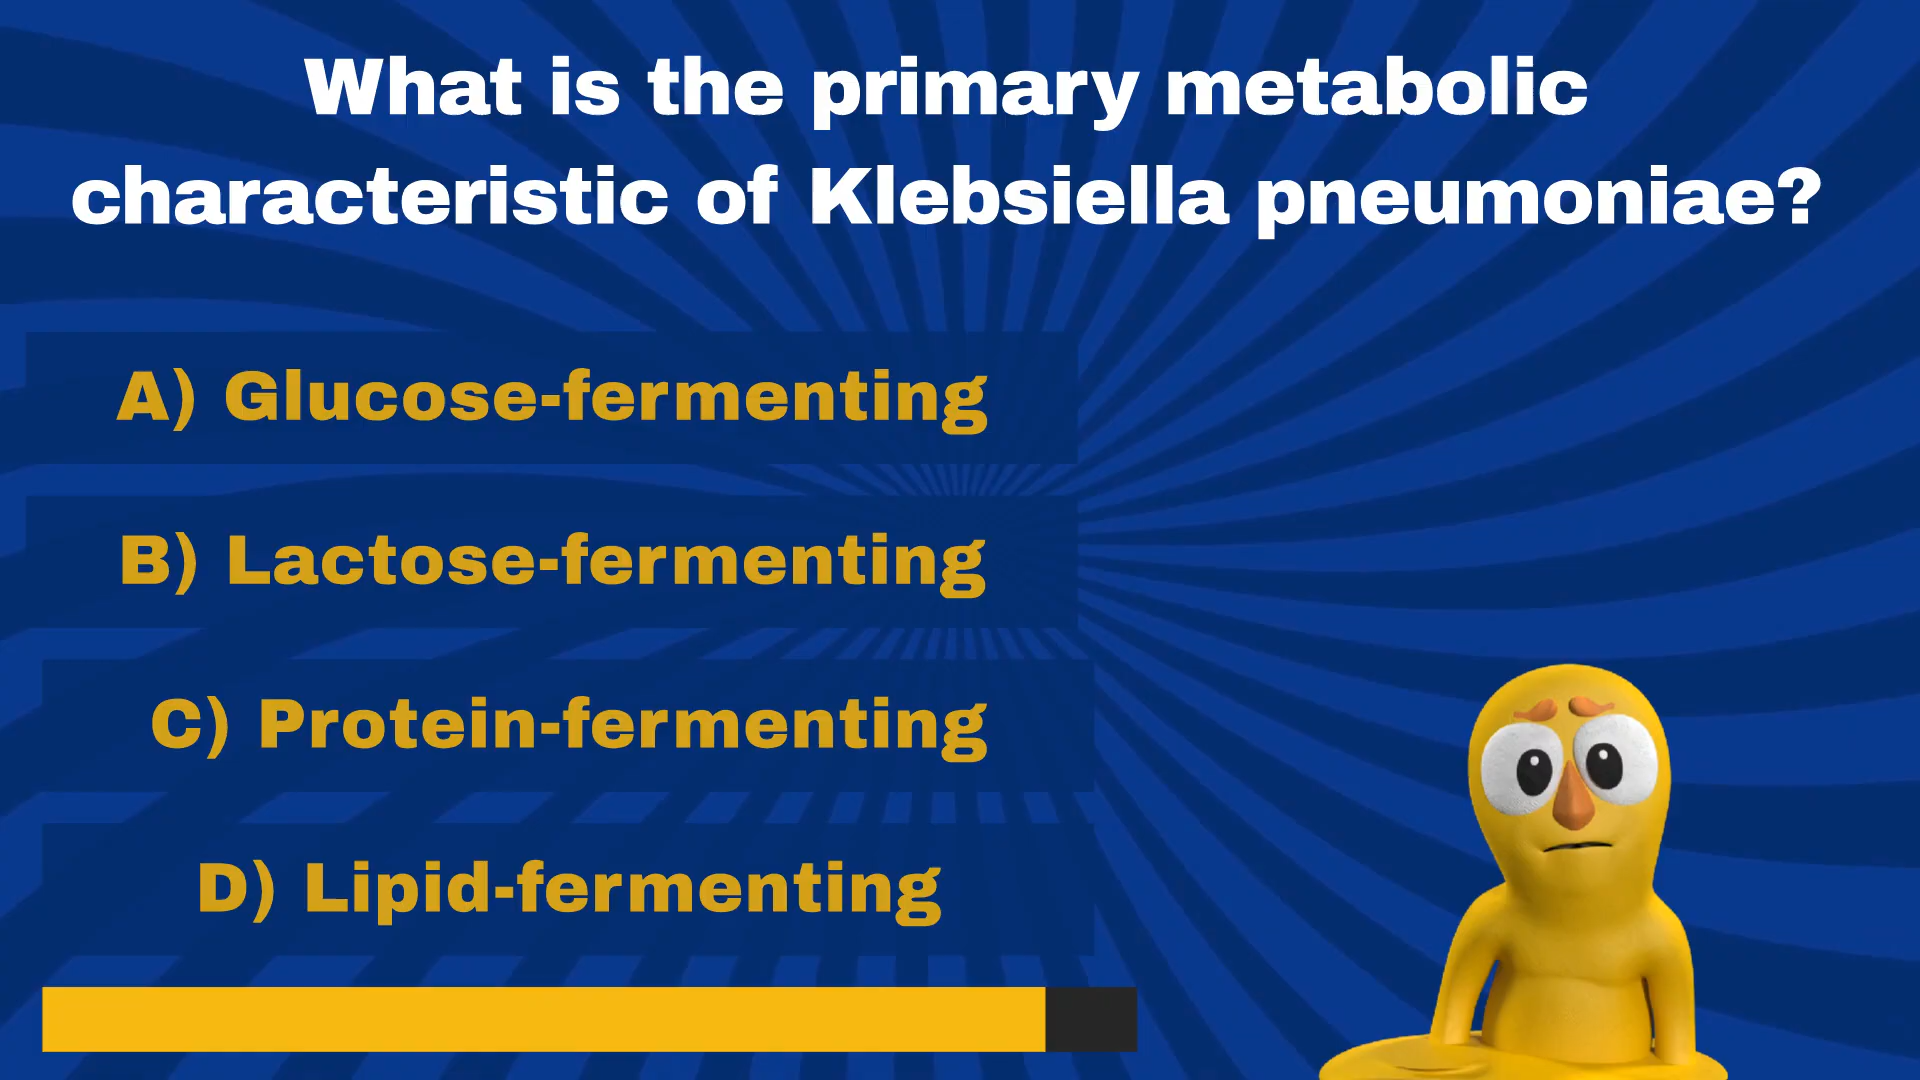 What is the primary metabolic
characteristic of Klebsiella pneumoniae?
A) Glucose-fermenting
B) Lactose-fermenting
C) Protein-fermenting
D) Lipid-fermenting